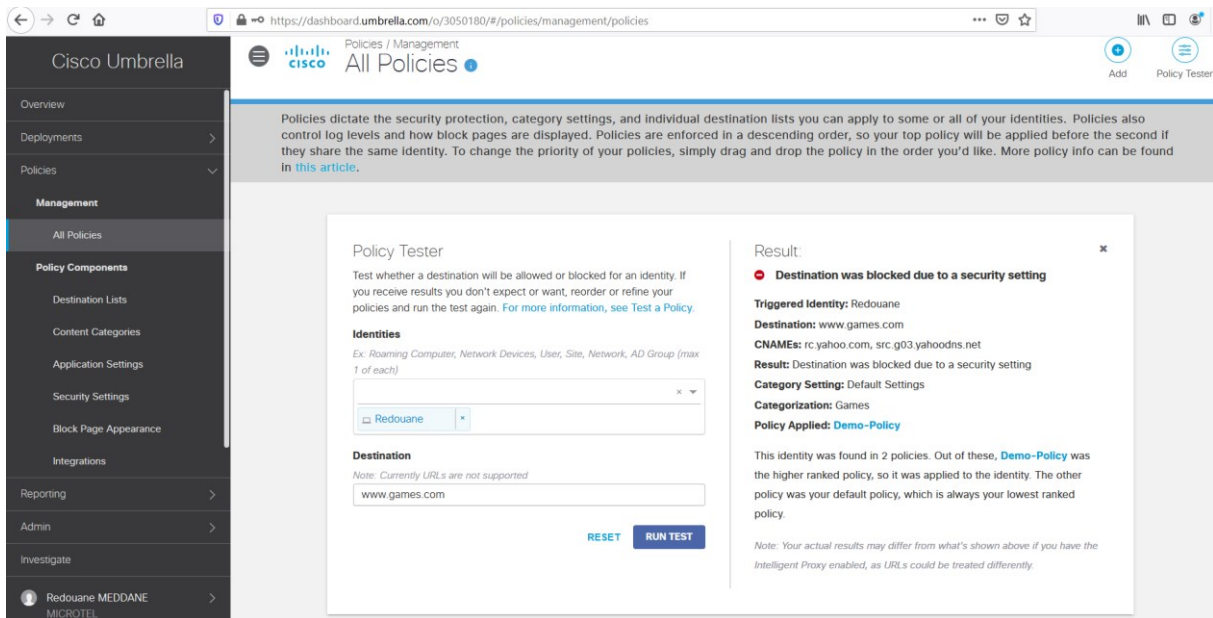 https://dashboard.umbrella.com/o/3050180/#/policies/management/policies
Cisco Umbrella
Overview
Deployments
Policies
Management
All Policies
Policy Components
Destination Lists
Content Categories
Application Settings
Security Settings
Block Page Appearance
Integrations
Reporting
Admin
Investigate
Redouane MEDDANE
MICROTEL
CISCO
Policies / Management
All Policies
Add
Policy Tester
Policies dictate the security protection, category settings, and individual destination lists you can apply to some or all of your identities. Policies also
control log levels and how block pages are displayed. Policies are enforced in a descending order, so your top policy will be applied before the second if
they share the same identity. To change the priority of your policies, simply drag and drop the policy in the order you'd like. More policy info can be found
in this article.
Policy Tester
Test whether a destination will be allowed or blocked for an identity. If
you receive results you don't expect or want, reorder or refine your
policies and run the test again. For more information, see Test a Policy.
Identities
Ex: Roaming Computer, Network Devices, User, Site, Network, AD Group (max
1 of each)
Redouane
Destination
Note: Currently URLs are not supported
www.games.com
RESET
RUN TEST
Result:
Destination was blocked due to a security setting
Triggered Identity: Redouane
Destination: www.games.com
CNAMEs: rc.yahoo.com, src.g03.yahoodns.net
Result: Destination was blocked due to a security setting
Category Setting: Default Settings
Categorization: Games
Policy Applied: Demo-Policy
This identity was found in 2 policies. Out of these, Demo-Policy was
the higher ranked policy, so it was applied to the identity. The other
policy was your default policy, which is always your lowest ranked
policy.
Note: Your actual results may differ from what's shown above if you have the
Intelligent Proxy enabled, as URLs could be treated differently.